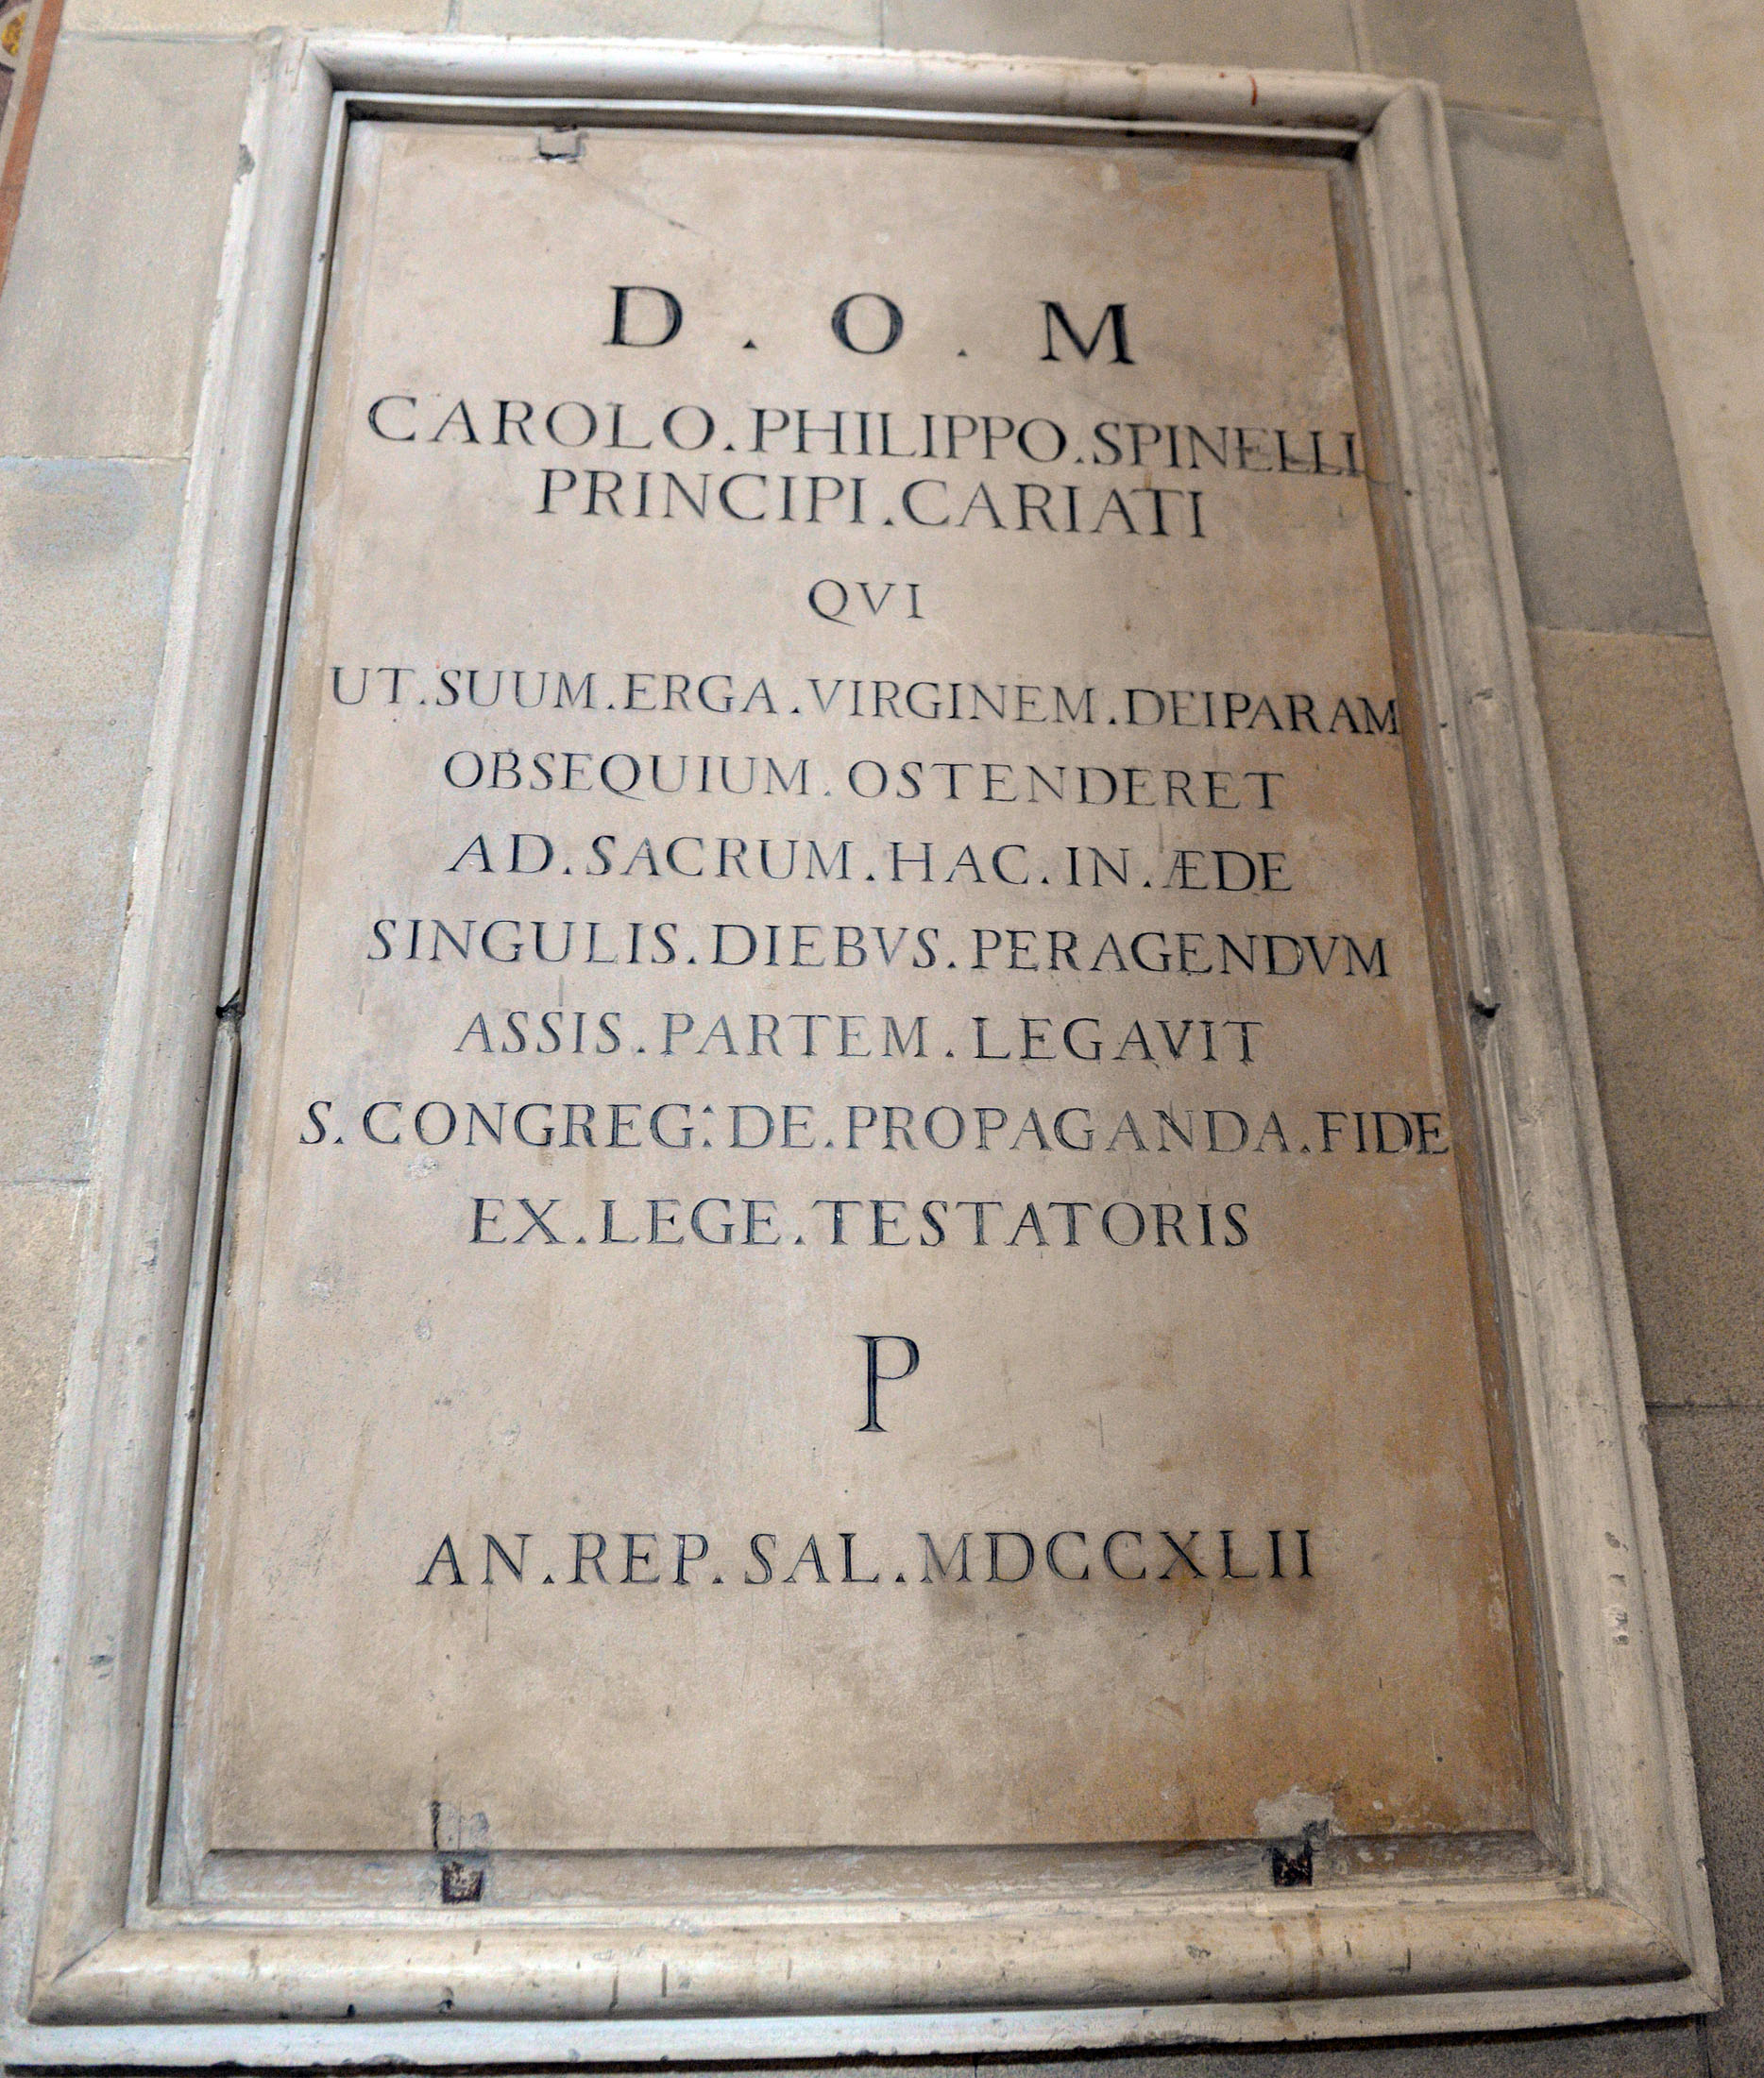 D . O . M
CAROLO.PHILIPPO.SPINELLI
PRINCIPI.CARIATI
QVI
UT.SUUM.ERGA.VIRGINEM.DEIPARAM
OBSEQUIUM.OSTENDERET
AD.SACRUM.HAC.IN.ÆDE
SINGULIS.DIEBVS.PERAGENDVM
ASSIS.PARTEM.LEGAVIT
S.CONGREG:DE.PROPAGANDA.FIDE
EX.LEGE.TESTATORIS
P
AN.REP.SAL.MDCCXLII